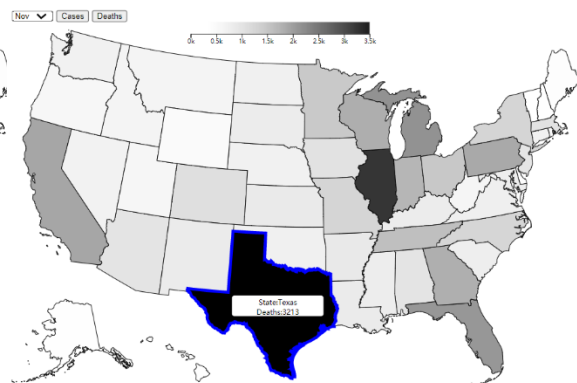 Nov Cases Deaths
0k 0.5k 1k 1.5k 2k 2.5k 3k 3.5k
State:Texas
Deaths:3213